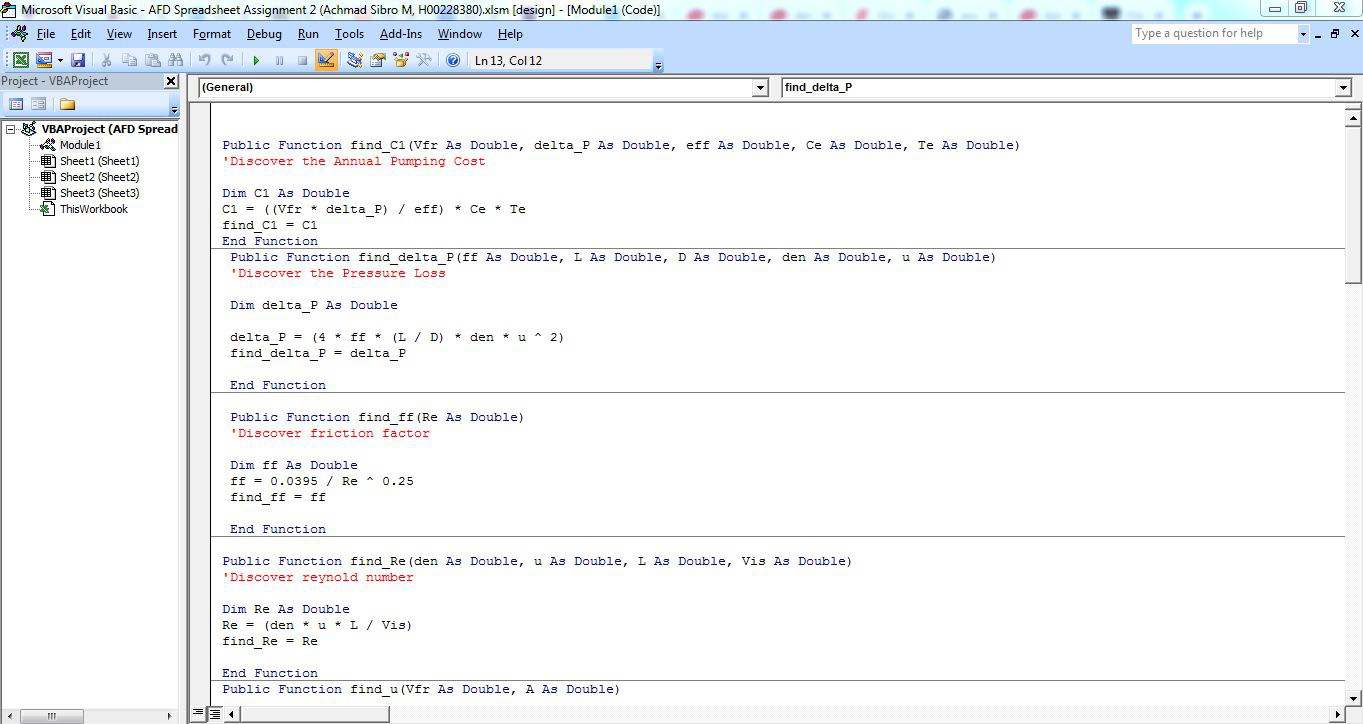 Microsoft Visual Basic - AFD Spreadsheet Assignment 2 (Achmad Sibro M, H00228380).xlsm [design] - [Module1 (Code)]
File Edit View Insert Format Debug Run Tools Add-Ins Window Help
Type a question for help
Ln 13, Col 12
Project - VBAProject
VBAProject (AFD Spread
Module1
Sheet1 (Sheet1)
Sheet2 (Sheet2)
Sheet3 (Sheet3)
ThisWorkbook
(General)
find_delta_P
Public Function find_C1(Vfr As Double, delta_P As Double, eff As Double, Ce As Double, Te As Double)
'Discover the Annual Pumping Cost
Dim C1 As Double
C1 = ((Vfr * delta_P) / eff) * Ce * Te
find_C1 = C1
End Function
Public Function find_delta_P(ff As Double, L As Double, D As Double, den As Double, u As Double)
'Discover the Pressure Loss
Dim delta_P As Double
delta_P = (4 * ff * (L / D) * den * u ^ 2)
find_delta_P = delta_P
End Function
Public Function find_ff(Re As Double)
'Discover friction factor
Dim ff As Double
ff = 0.0395 / Re ^ 0.25
find_ff = ff
End Function
Public Function find_Re(den As Double, u As Double, L As Double, Vis As Double)
'Discover reynold number
Dim Re As Double
Re = (den * u * L / Vis)
find_Re = Re
End Function
Public Function find_u(Vfr As Double, A As Double)